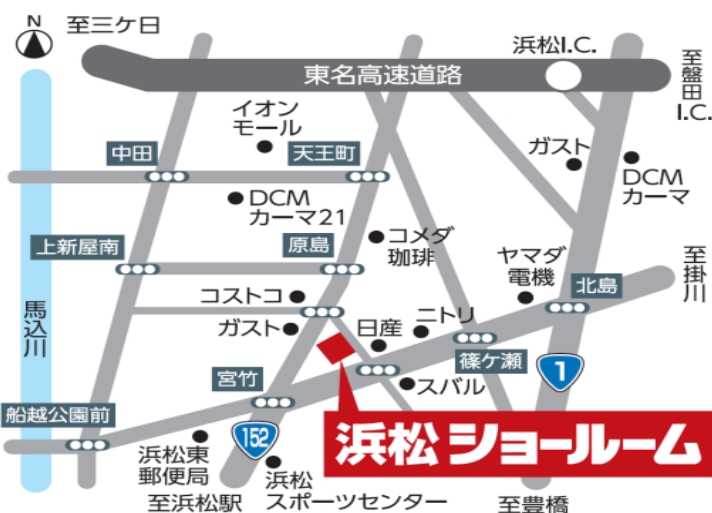 N
至三ケ日
浜松I.C.
東名高速道路
至
盤
田
I.C.
イオン
モール
中田
天王町
ガスト
DCM
カーマ
DCM
カーマ21
上新屋南
原島
コメダ
珈琲
ヤマダ
電機
至
掛
川
北島
馬
込
川
コストコ
ガスト
日産
ニトリ
篠ケ瀬
1
宮竹
スバル
船越公園前
浜松 ショールーム
152
浜松東
郵便局
浜松
スポーツセンター
至浜松駅
至豊橋